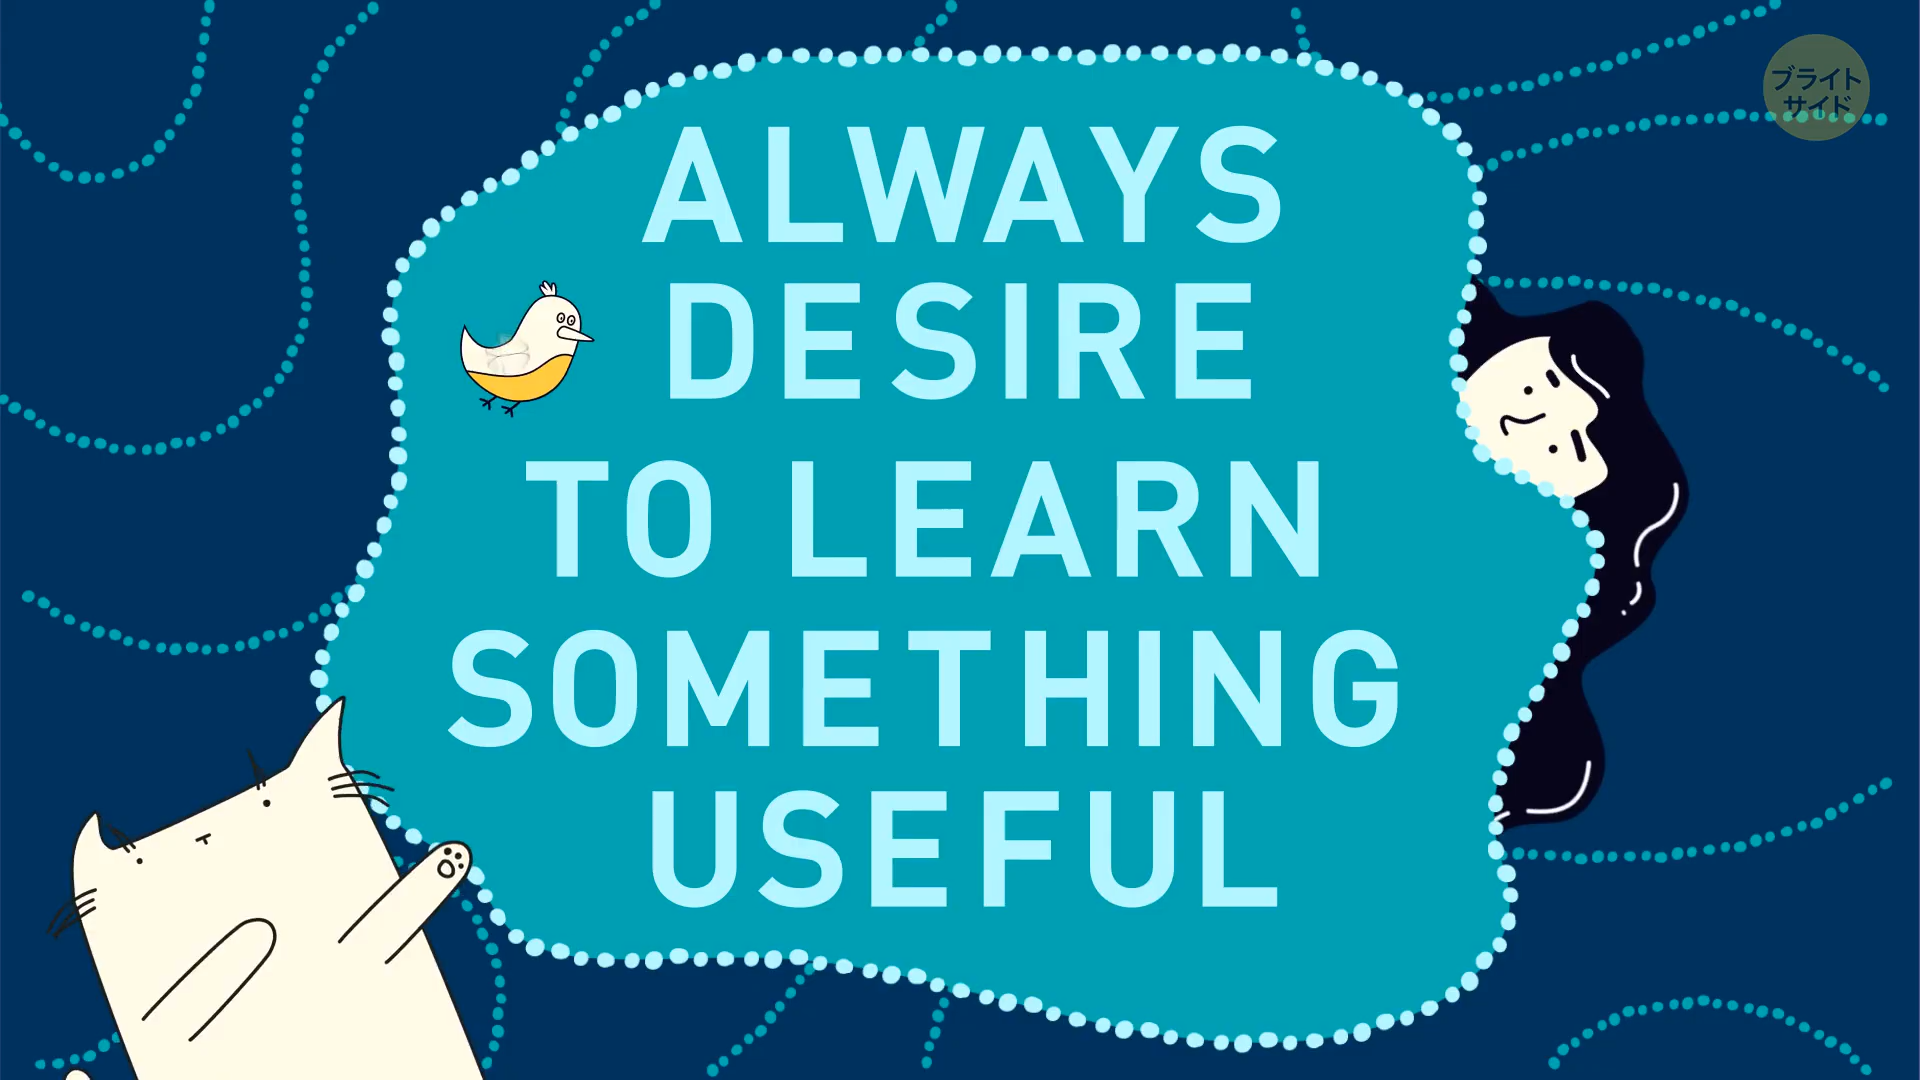 ALWAYS
DESIRE
TO LEARN
SOMETHING
USEFUL
ブライト
サイド